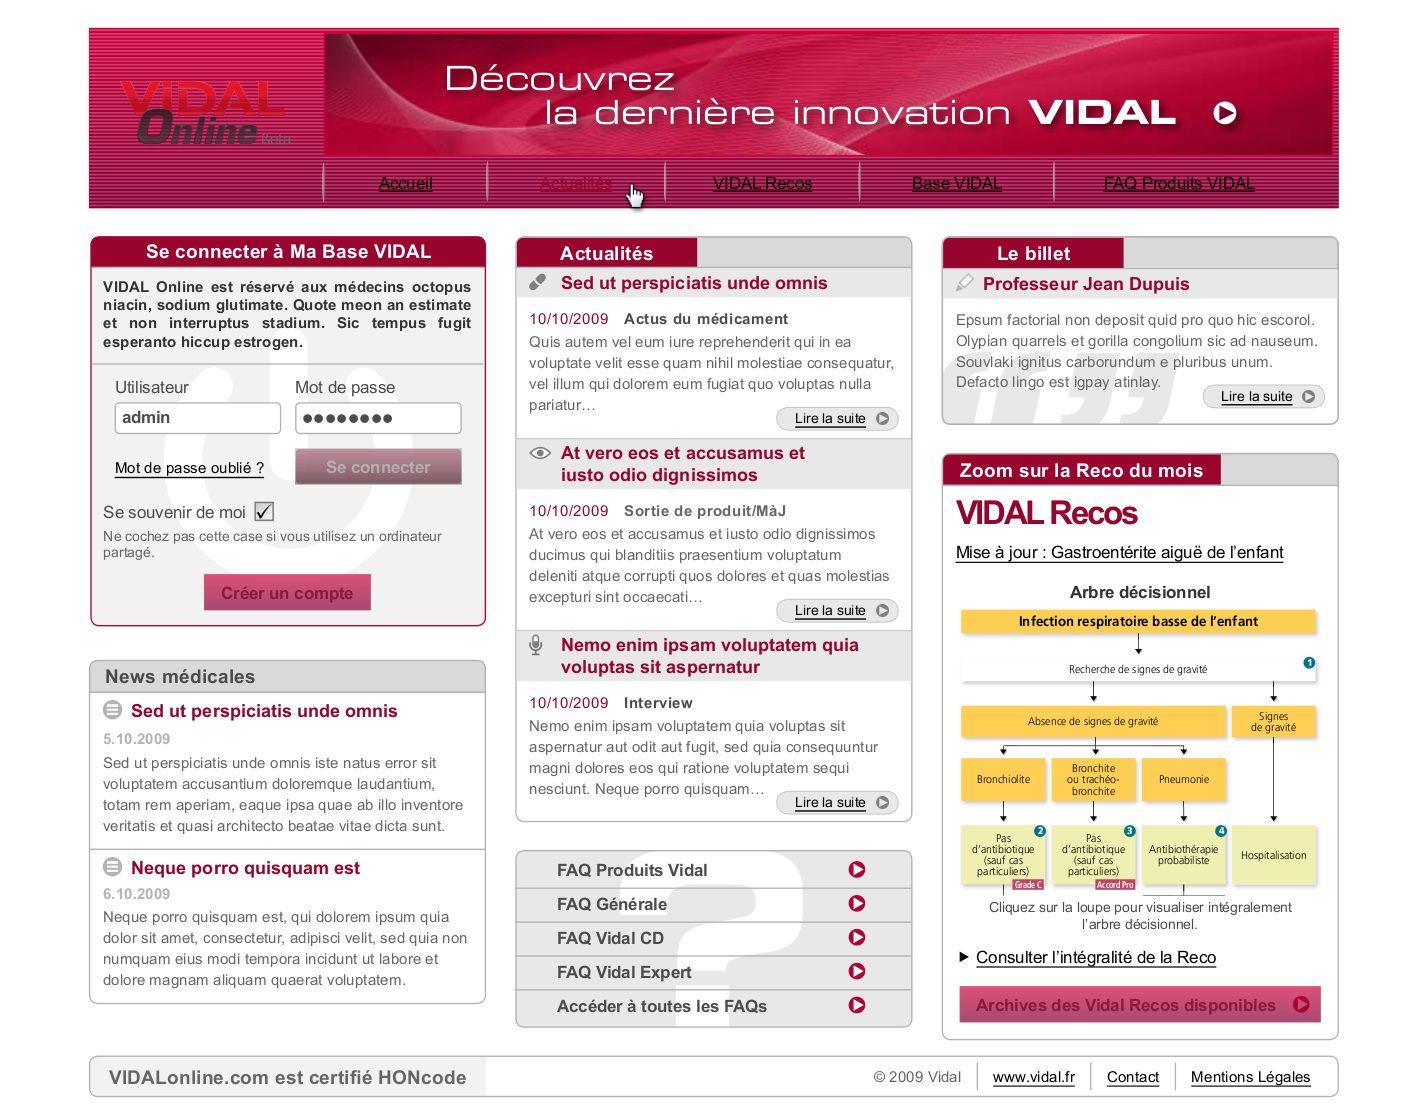 Découvrez
la dernière innovation VIDAL
ViDAL
Online Beta
Accueil
Actualités
VIDAL Recos
Base VIDAL
FAQ Produits VIDAL
Se connecter à Ma Base VIDAL
VIDAL Online est réservé aux médecins octopus
niacin, sodium glutimate. Quote meon an estimate
et non interruptus stadium. Sic tempus fugit
esperanto hiccup estrogen.
Utilisateur
Mot de passe
admin
●●●●●●●●
Mot de passe oublié ?
Se connecter
Se souvenir de moi
Ne cochez pas cette case si vous utilisez un ordinateur
partagé.
Créer un compte
News médicales
Sed ut perspiciatis unde omnis
5.10.2009
Sed ut perspiciatis unde omnis iste natus error sit
voluptatem accusantium doloremque laudantium,
totam rem aperiam, eaque ipsa quae ab illo inventore
veritatis et quasi architecto beatae vitae dicta sunt.
Neque porro quisquam est
6.10.2009
Neque porro quisquam est, qui dolorem ipsum quia
dolor sit amet, consectetur, adipisci velit, sed quia non
numquam eius modi tempora incidunt ut labore et
dolore magnam aliquam quaerat voluptatem.
Actualités
Sed ut perspiciatis unde omnis
10/10/2009 Actus du médicament
Quis autem vel eum iure reprehenderit qui in ea
voluptate velit esse quam nihil molestiae consequatur,
vel illum qui dolorem eum fugiat quo voluptas nulla
pariatur…
Lire la suite
At vero eos et accusamus et
iusto odio dignissimos
10/10/2009 Sortie de produit/MàJ
At vero eos et accusamus et iusto odio dignissimos
ducimus qui blanditiis praesentium voluptatum
deleniti atque corrupti quos dolores et quas molestias
excepturi sint occaecati…
Lire la suite
Nemo enim ipsam voluptatem quia
voluptas sit aspernatur
10/10/2009 Interview
Nemo enim ipsam voluptatem quia voluptas sit
aspernatur aut odit aut fugit, sed quia consequuntur
magni dolores eos qui ratione voluptatem sequi
nesciunt. Neque porro quisquam…
Lire la suite
FAQ Produits Vidal
FAQ Générale
FAQ Vidal CD
FAQ Vidal Expert
Accéder à toutes les FAQs
Le billet
Professeur Jean Dupuis
Epsum factorial non deposit quid pro quo hic escorol.
Olypian quarrels et gorilla congolium sic ad nauseum.
Souvlaki ignitus carborundum e pluribus unum.
Defacto lingo est igpay atinlay.
Lire la suite
Zoom sur la Reco du mois
VIDAL Recos
Mise à jour : Gastroentérite aiguë de l'enfant
Arbre décisionnel
Infection respiratoire basse de l'enfant
Recherche de signes de gravité
1
Absence de signes de gravité
Signes
de gravité
Bronchiolite
Bronchite
ou trachéo-
bronchite
Pneumonie
2
Pas
d'antibiotique
(sauf cas
particuliers)
Grade C
3
Pas
d'antibiotique
(sauf cas
particuliers)
Accord Pro
4
Antibiothérapie
probabiliste
Hospitalisation
Cliquez sur la loupe pour visualiser intégralement
l'arbre décisionnel.
Consulter l'intégralité de la Reco
Archives des Vidal Recos disponibles
VIDALonline.com est certifié HONcode
© 2009 Vidal
www.vidal.fr
Contact
Mentions Légales